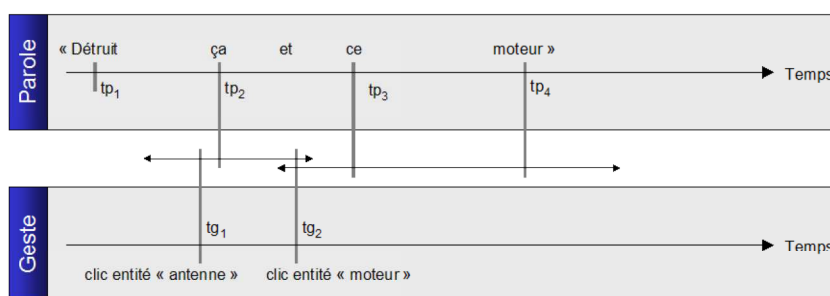 Parole
« Détruit ça et ce moteur »
Temps
tp1 tp2 tp3 tp4
Geste
tg1 tg2
Temps
clic entité « antenne » clic entité « moteur »